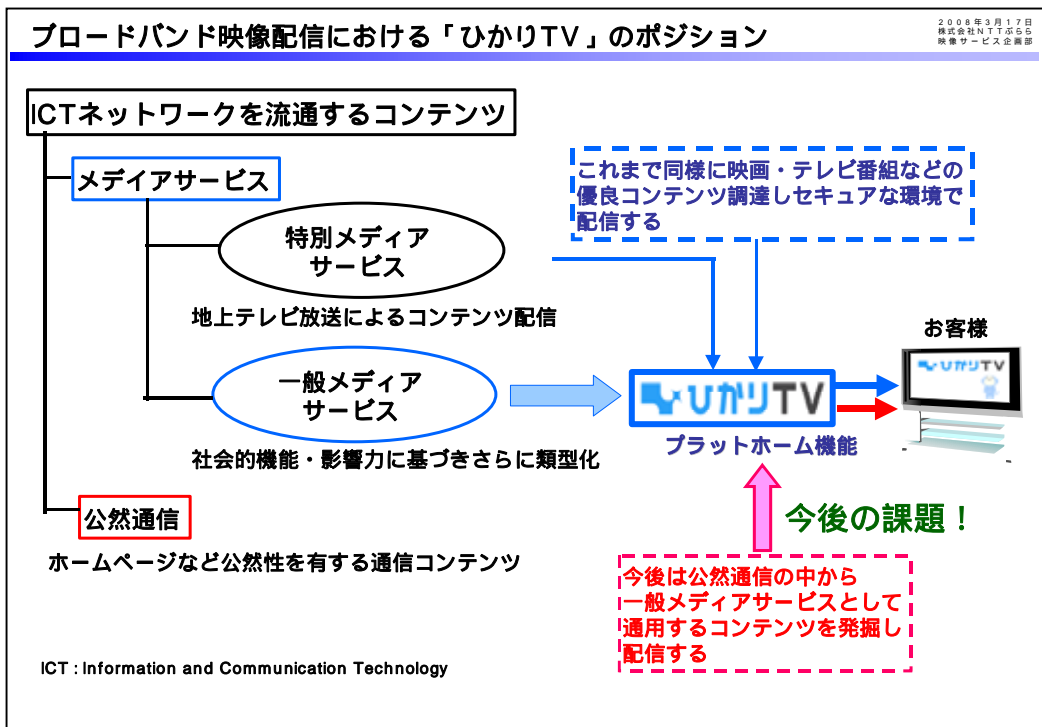 ブロードバンド映像配信における「ひかりTV」のポジション
2008年3月17日
株式会社NTTぷらら
映像サービス企画部
ICTネットワークを流通するコンテンツ
メデイアサービス
これまで同様に映画・テレビ番組などの
優良コンテンツ調達しセキュアな環境で
配信する
特別メディア
サービス
地上テレビ放送によるコンテンツ配信
お客様
ひかりTV
一般メディア
サービス
ひかりTV
プラットホーム機能
社会的機能・影響力に基づきさらに類型化
公然通信
今後の課題！
ホームページなど公然性を有する通信コンテンツ
今後は公然通信の中から
一般メディアサービスとして
通用するコンテンツを発掘し
配信する
ICT : Information and Communication Technology